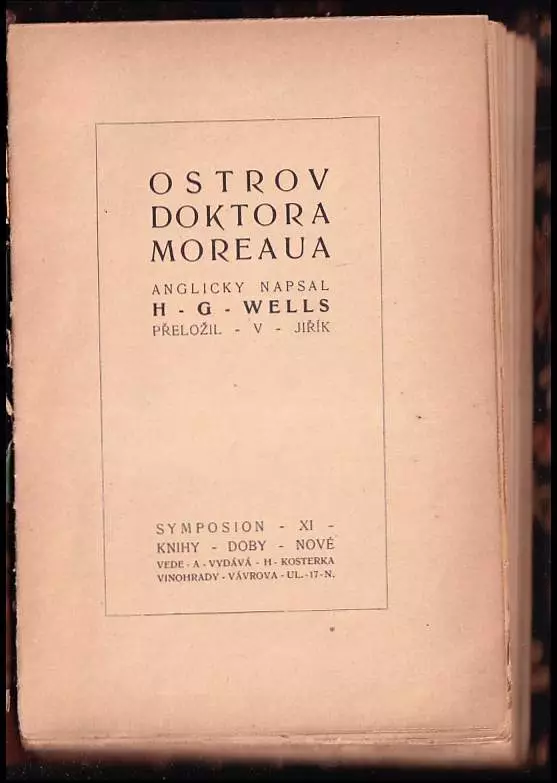 OSTROV
DOKTORA
MOREAUA
ANGLICKY NAPSAL
H - G - WELLS
PŘELOŽIL - V - JIŘÍK
SYMPOSION - XI -
KNIHY - DOBY - NOVÉ
VEDE - A - VYDÁVÁ - H - KOSTERKA
VINOHRADY - VÁVROVA - UL. - 17 - N.